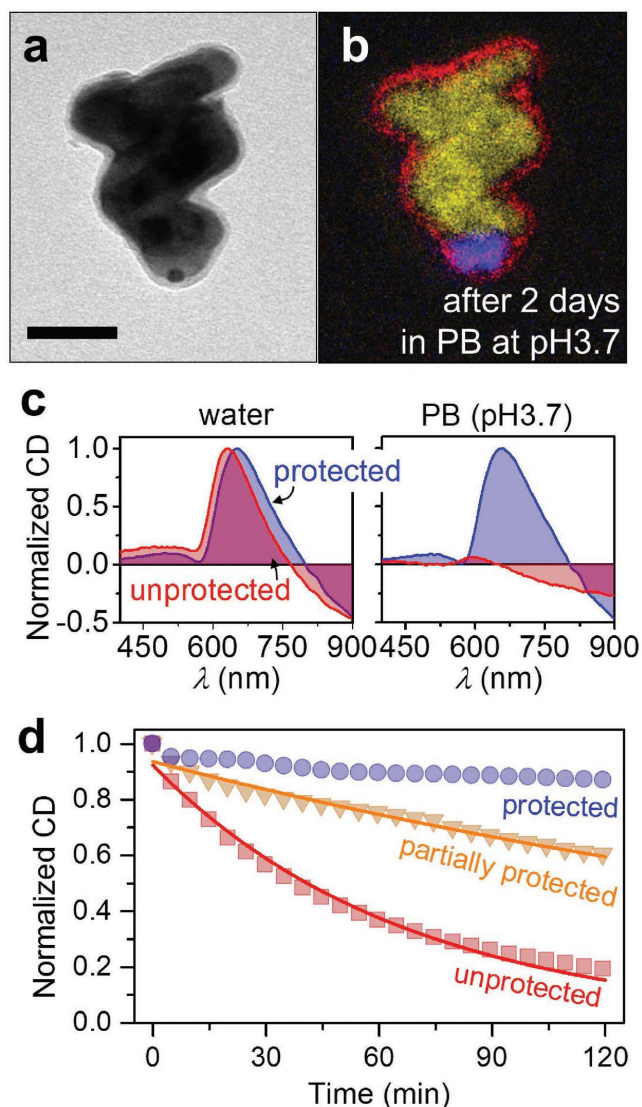 a
b
after 2 days
in PB at pH3.7
c
water
PB (pH3.7)
Normalized CD
1.0
0.5
0.0
-0.5
protected
unprotected
450
600
750
900
450
600
750
900
λ (nm)
λ (nm)
d
Normalized CD
1.0
0.8
0.6
0.4
0.2
0.0
protected
partially protected
unprotected
0
30
60
90
120
Time (min)